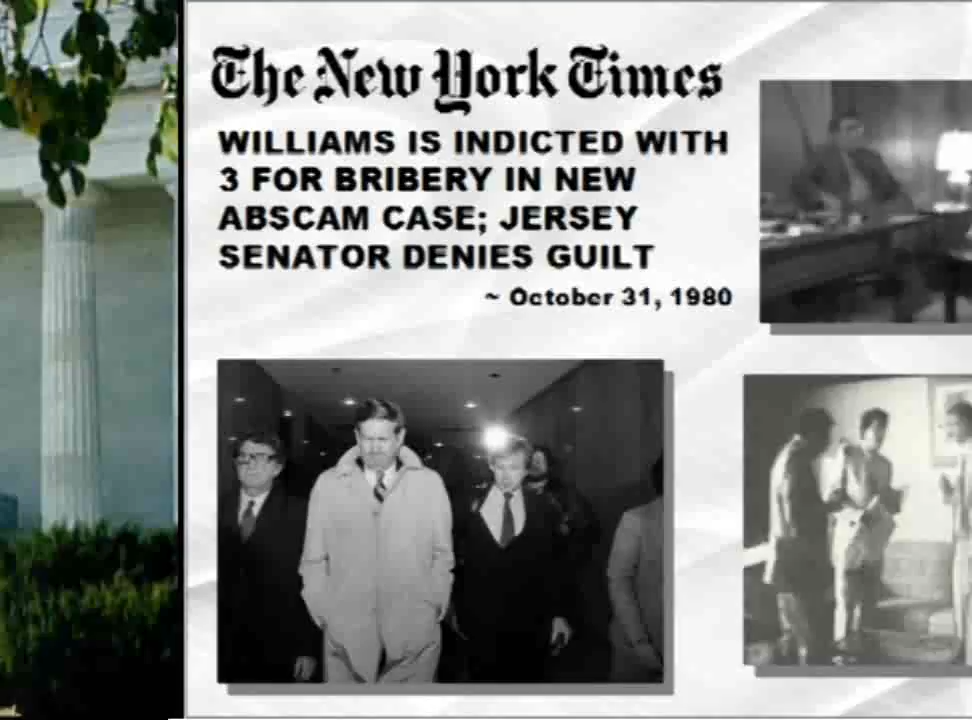 The New York Times
WILLIAMS IS INDICTED WITH
3 FOR BRIBERY IN NEW
ABSCAM CASE; JERSEY
SENATOR DENIES GUILT
~ October 31, 1980